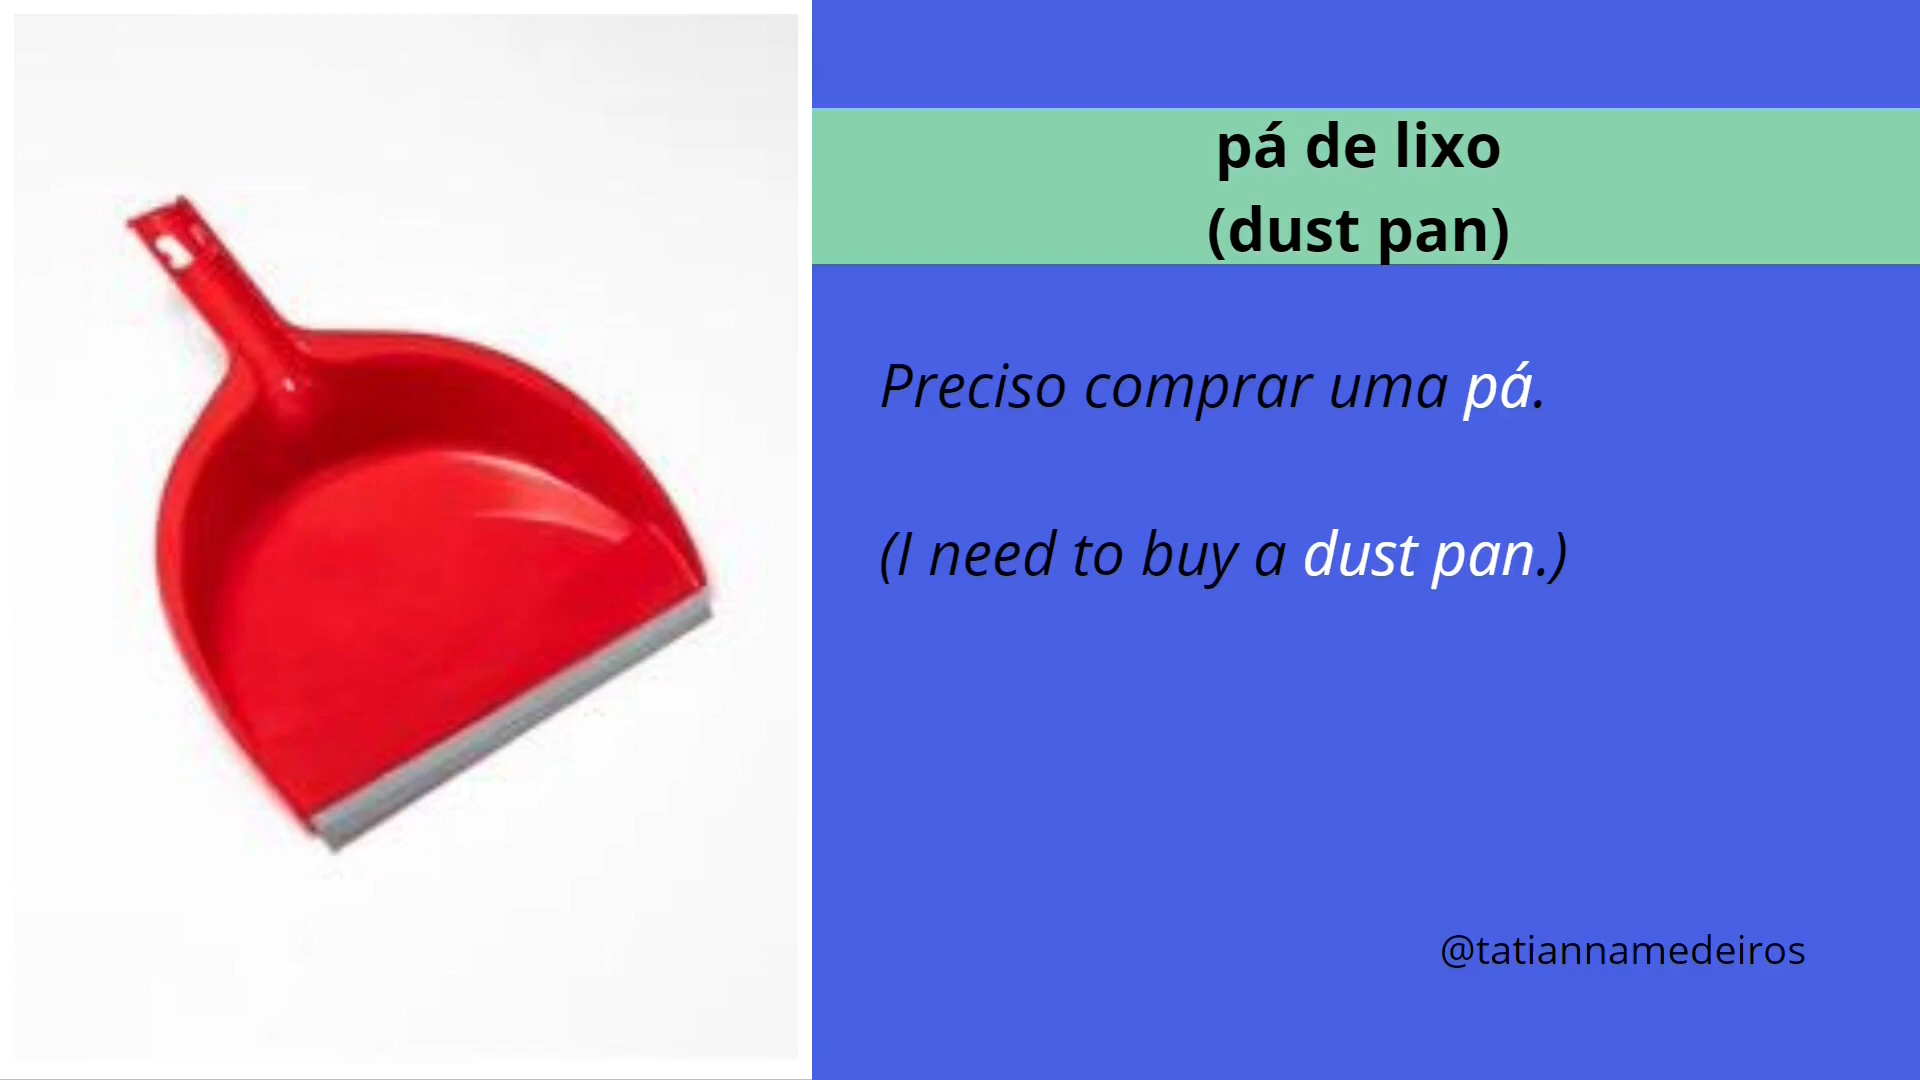 pá de lixo
(dust pan)
Preciso comprar uma pá.
(I need to buy a dust pan.)
@tatiannamedeiros